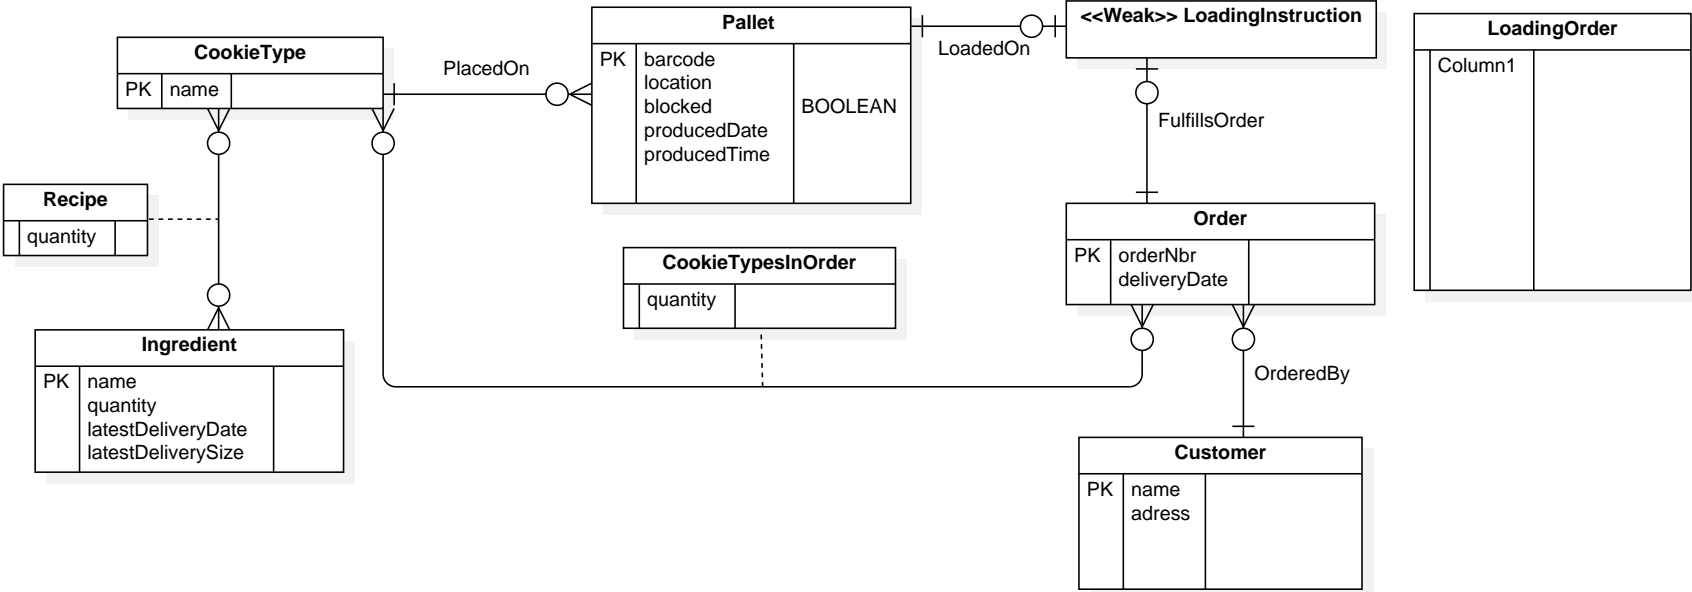 <<Weak>> LoadingInstruction
Pallet
LoadingOrder
CookieType
PlacedOn
LoadedOn
PK name
PK barcode
location
blocked BOOLEAN
producedDate
producedTime
Column1
FulfillsOrder
Recipe
quantity
Order
PK orderNbr
deliveryDate
CookieTypesInOrder
quantity
Ingredient
PK name
quantity
latestDeliveryDate
latestDeliverySize
OrderedBy
Customer
PK name
adress